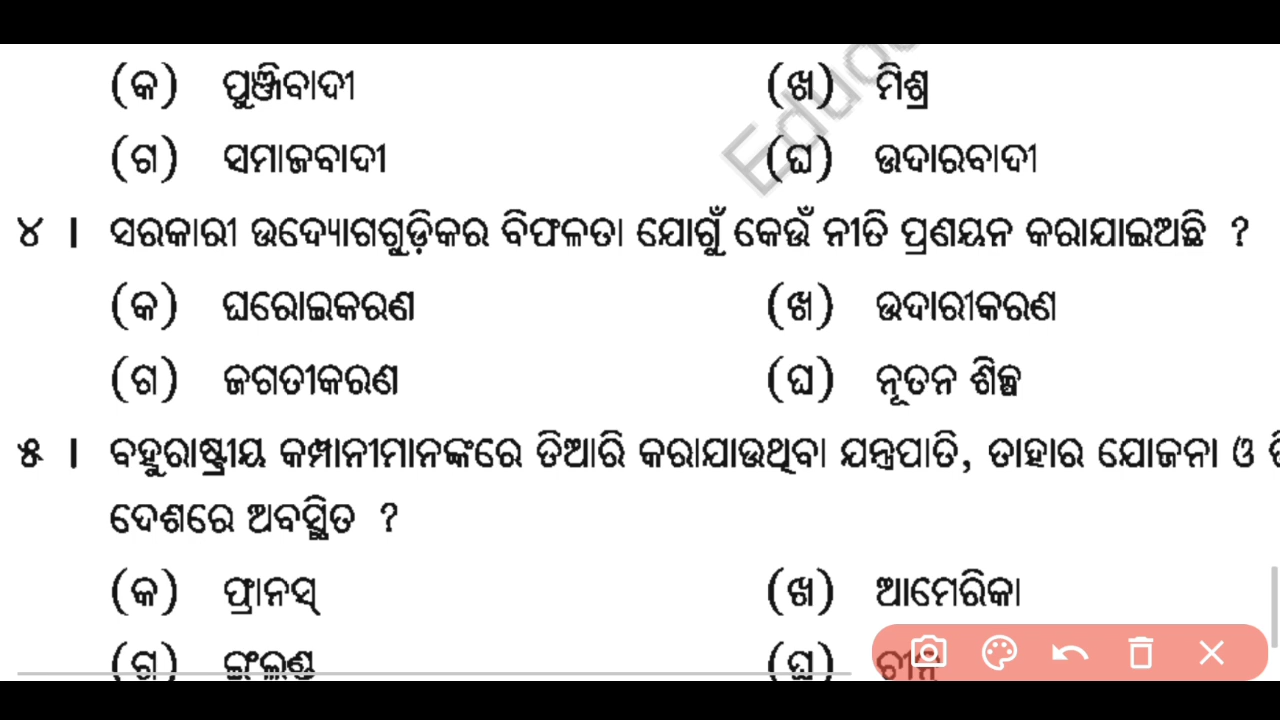 (କ) ପୁଞ୍ଜିବାଦୀ (ଖ) ମିଶ୍ର
(ଗ) ସମାଜବାଦୀ (ଘ) ଉଦାରବାଦୀ
୪ । ସରକାରୀ ଉଦ୍ୟୋଗଗୁଡ଼ିକର ବିଫଳତା ଯୋଗୁଁ କେଉଁ ନୀତି ପ୍ରଣୟନ କରାଯାଇଅଛି ?
(କ) ଘରୋଇକରଣ (ଖ) ଉଦାରୀକରଣ
(ଗ) ଜଗତୀକରଣ (ଘ) ନୂତନ ଶିଳ୍ପ
୫ । ବହୁରାଷ୍ଟ୍ରୀୟ କମ୍ପାନୀମାନଙ୍କରେ ତିଆରି କରାଯାଉଥିବା ଯନ୍ତ୍ରପାତି, ତାହାର ଯୋଜନା ଓ
ଦେଶରେ ଅବସ୍ଥିତ ?
(କ) ଫ୍ରାନସ୍ (ଖ) ଆମେରିକା
(ଗ) ଇଂଲଣ୍ଡ (ଘ) ଚୀନ୍